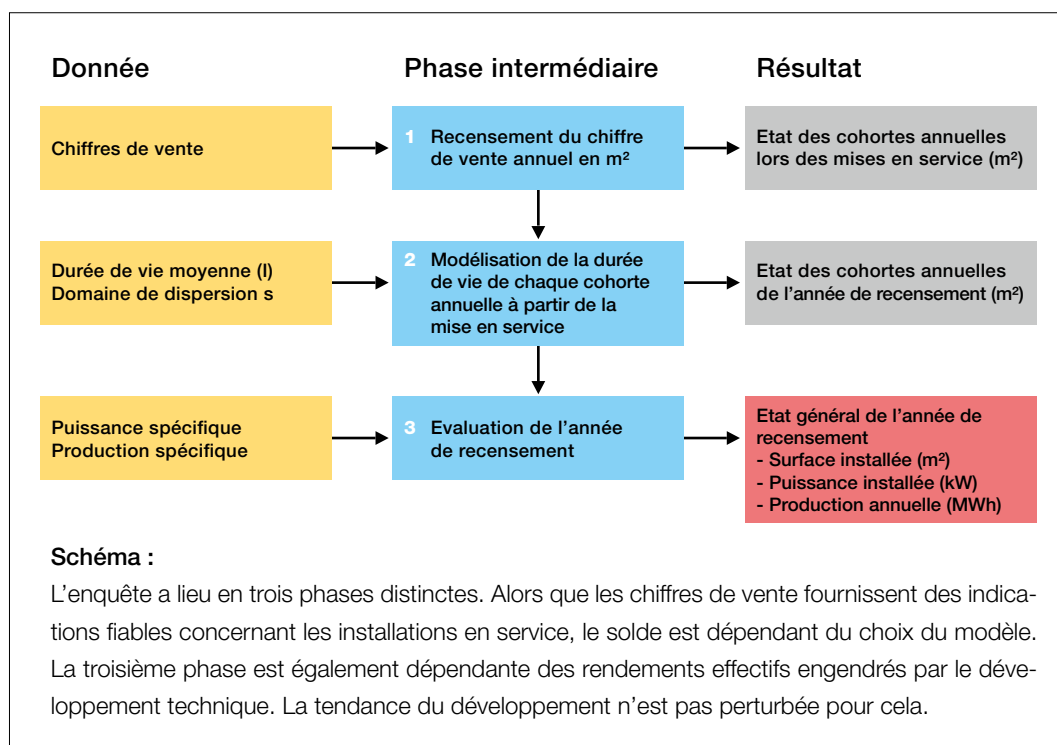 Donnée
Phase intermédiaire
Résultat
Chiffres de vente
1 Recensement du chiffre
de vente annuel en m²
Etat des cohortes annuelles
lors des mises en service (m²)
Durée de vie moyenne (l)
Domaine de dispersion s
2 Modélisation de la durée
de vie de chaque cohorte
annuelle à partir de la
mise en service
Etat des cohortes annuelles
de l’année de recensement (m²)
Puissance spécifique
Production spécifique
3 Evaluation de l’année
de recensement
Etat général de l’année de
recensement
- Surface installée (m²)
- Puissance installée (kW)
- Production annuelle (MWh)
Schéma :
L’enquête a lieu en trois phases distinctes. Alors que les chiffres de vente fournissent des indica-
tions fiables concernant les installations en service, le solde est dépendant du choix du modèle.
La troisième phase est également dépendante des rendements effectifs engendrés par le déve-
loppement technique. La tendance du développement n’est pas perturbée pour cela.